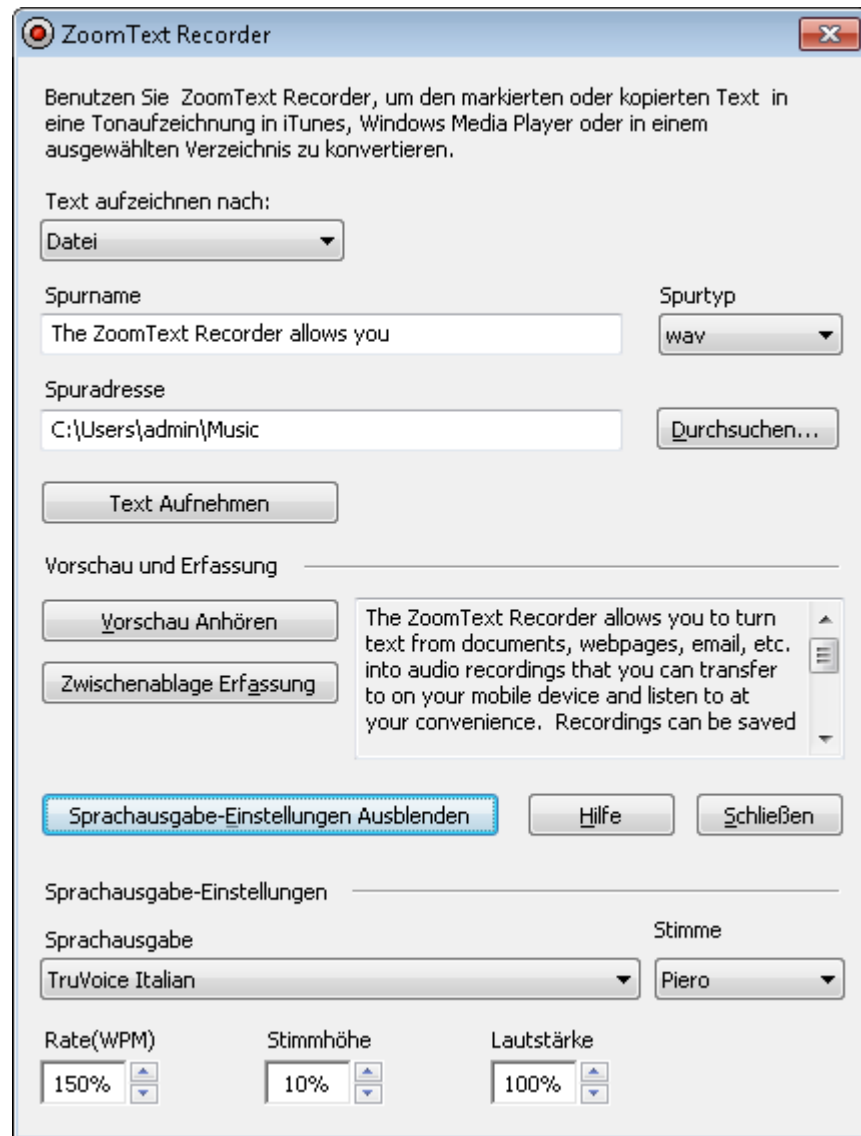 ZoomText Recorder
Benutzen Sie  ZoomText Recorder, um den markierten oder kopierten Text  in
eine Tonaufzeichnung in iTunes, Windows Media Player oder in einem
ausgewählten Verzeichnis zu konvertieren.
Text aufzeichnen nach:
Datei
Spurname
Spurtyp
The ZoomText Recorder allows you
wav
Spuradresse
C:\Users\admin\Music
Durchsuchen...
Text Aufnehmen
Vorschau und Erfassung
Vorschau Anhören
Zwischenablage Erfassung
The ZoomText Recorder allows you to turn
text from documents, webpages, email, etc.
into audio recordings that you can transfer
to on your mobile device and listen to at
your convenience.  Recordings can be saved
Sprachausgabe-Einstellungen Ausblenden
Hilfe
Schließen
Sprachausgabe-Einstellungen
Sprachausgabe
Stimme
TruVoice Italian
Piero
Rate(WPM)
Stimmhöhe
Lautstärke
150%
10%
100%